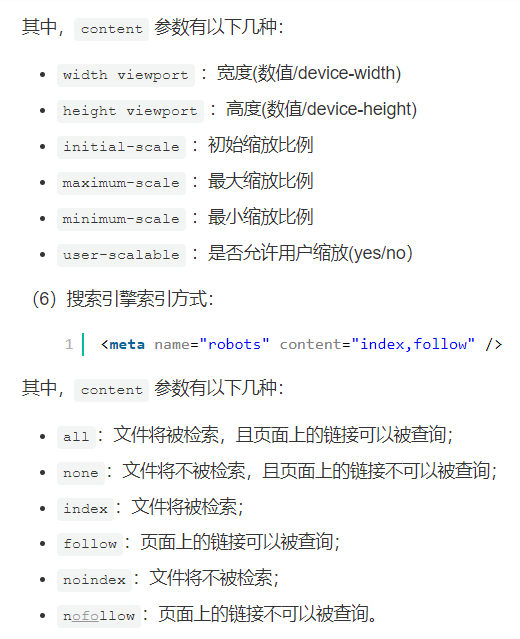 其中，content 参数有以下几种：
width viewport ：宽度(数值/device-width)
height viewport ：高度(数值/device-height)
initial-scale ：初始缩放比例
maximum-scale ：最大缩放比例
minimum-scale ：最小缩放比例
user-scalable ：是否允许用户缩放(yes/no）
（6）搜索引擎索引方式：
1 <meta name="robots" content="index,follow" />
其中，content 参数有以下几种：
all：文件将被检索，且页面上的链接可以被查询；
none：文件将不被检索，且页面上的链接不可以被查询；
index：文件将被检索；
follow：页面上的链接可以被查询；
noindex：文件将不被检索；
nofollow：页面上的链接不可以被查询。